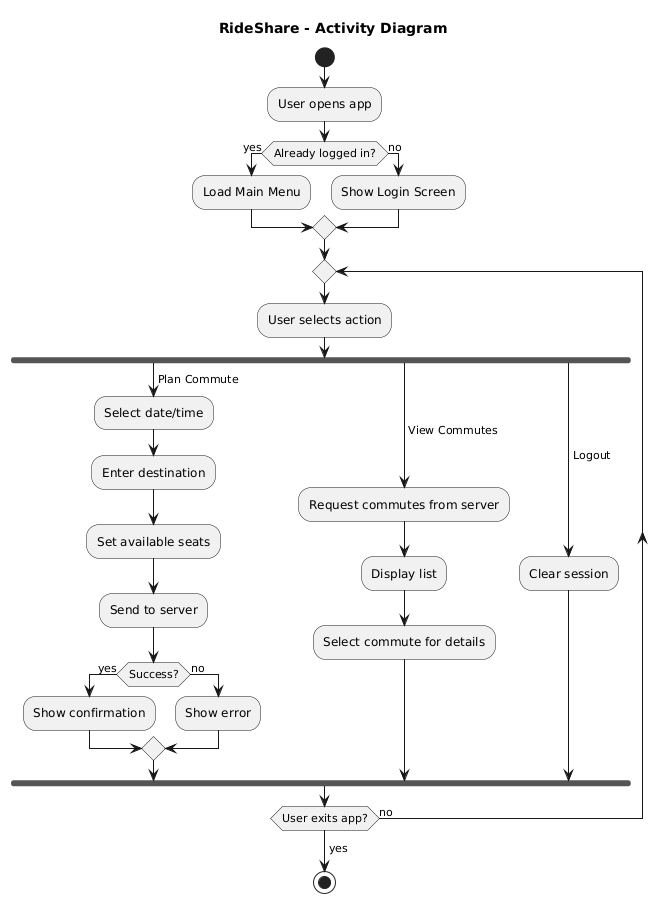 RideShare - Activity Diagram
User opens app
yes
Already logged in?
no
Load Main Menu
Show Login Screen
User selects action
Plan Commute
Select date/time
Enter destination
Set available seats
Send to server
yes
Success?
no
Show confirmation
Show error
View Commutes
Request commutes from server
Display list
Select commute for details
Logout
Clear session
User exits app?
no
yes